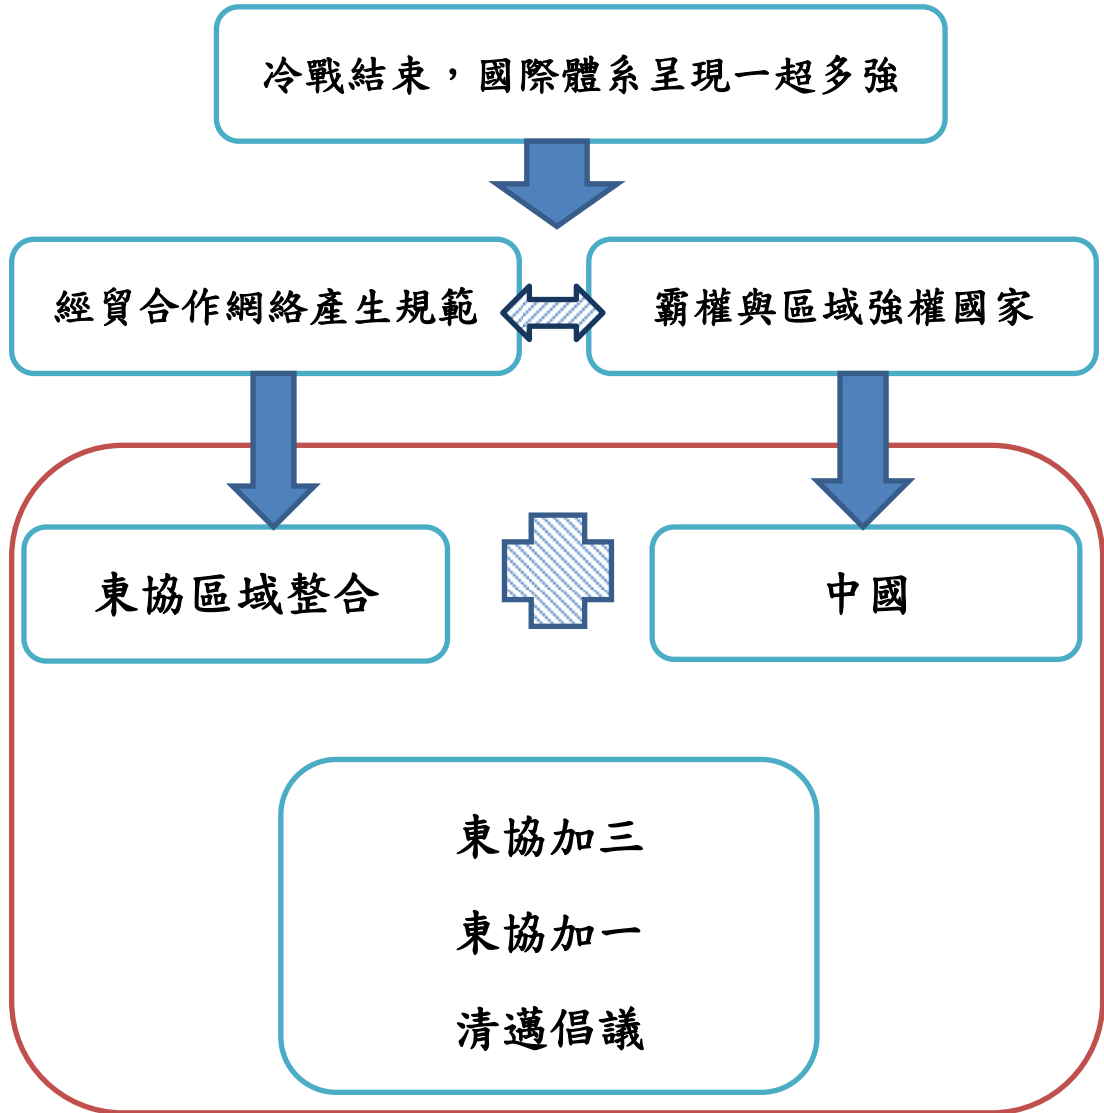 冷戰結束，國際體系呈現一超多強
經貿合作網絡產生規範
霸權與區域強權國家
東協區域整合
中國
東協加三
東協加一
清邁倡議